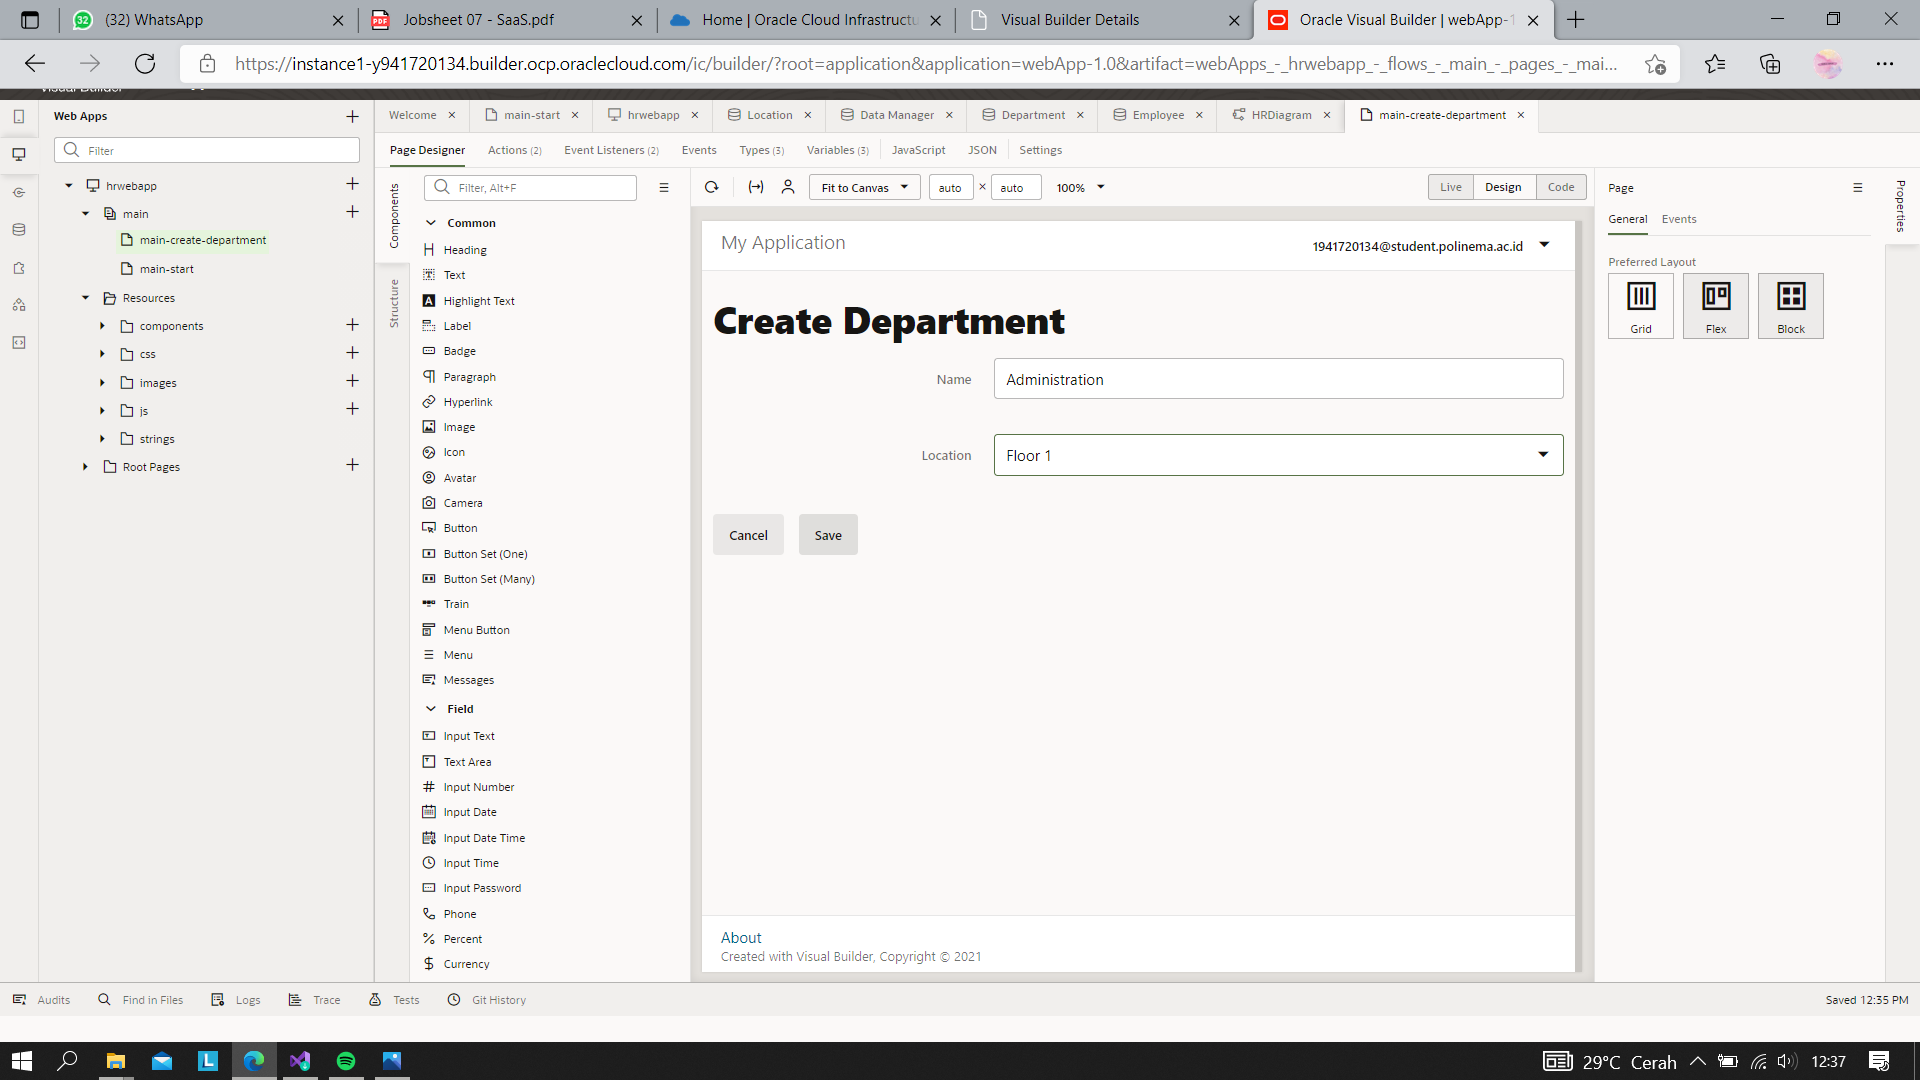 (32) WhatsApp
Jobsheet 07 - SaaS.pdf
Home | Oracle Cloud Infrastructu
Visual Builder Details
Oracle Visual Builder | webApp-1
https://instance1-y941720134.builder.ocp.oraclecloud.com/ic/builder/?root=application&application=webApp-1.0&artifact=webApps_-_hrwebapp_-_flows_-_main_-_pages_-_mai...
Web Apps
Filter
hrwebapp
main
main-create-department
main-start
Resources
components
css
images
js
strings
Root Pages
Welcome
main-start
hrwebapp
Location
Data Manager
Department
Employee
HRDiagram
main-create-department
Page Designer
Actions (2)
Event Listeners (2)
Events
Types (3)
Variables (3)
JavaScript
JSON
Settings
Components
Structure
Filter, Alt+F
Common
Heading
Text
Highlight Text
Label
Badge
Paragraph
Hyperlink
Image
Icon
Avatar
Camera
Button
Button Set (One)
Button Set (Many)
Train
Menu Button
Menu
Messages
Field
Input Text
Text Area
Input Number
Input Date
Input Date Time
Input Time
Input Password
Phone
Percent
Currency
Fit to Canvas
auto × auto
100%
Live
Design
Code
My Application
1941720134@student.polinema.ac.id
Create Department
Name
Administration
Location
Floor 1
Cancel
Save
About
Created with Visual Builder, Copyright © 2021
Page
General
Events
Preferred Layout
Grid
Flex
Block
Properties
Audits
Find in Files
Logs
Trace
Tests
Git History
Saved 12:35 PM
29°C Cerah
12:37